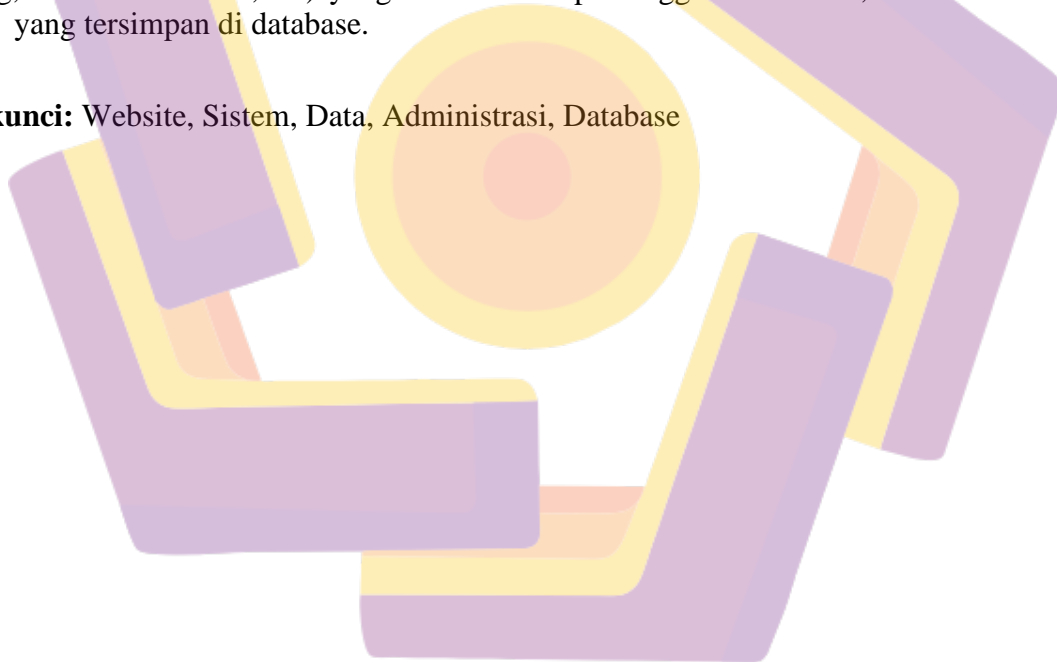 yang tersimpan di database.
kunci: Website, Sistem, Data, Administrasi, Database